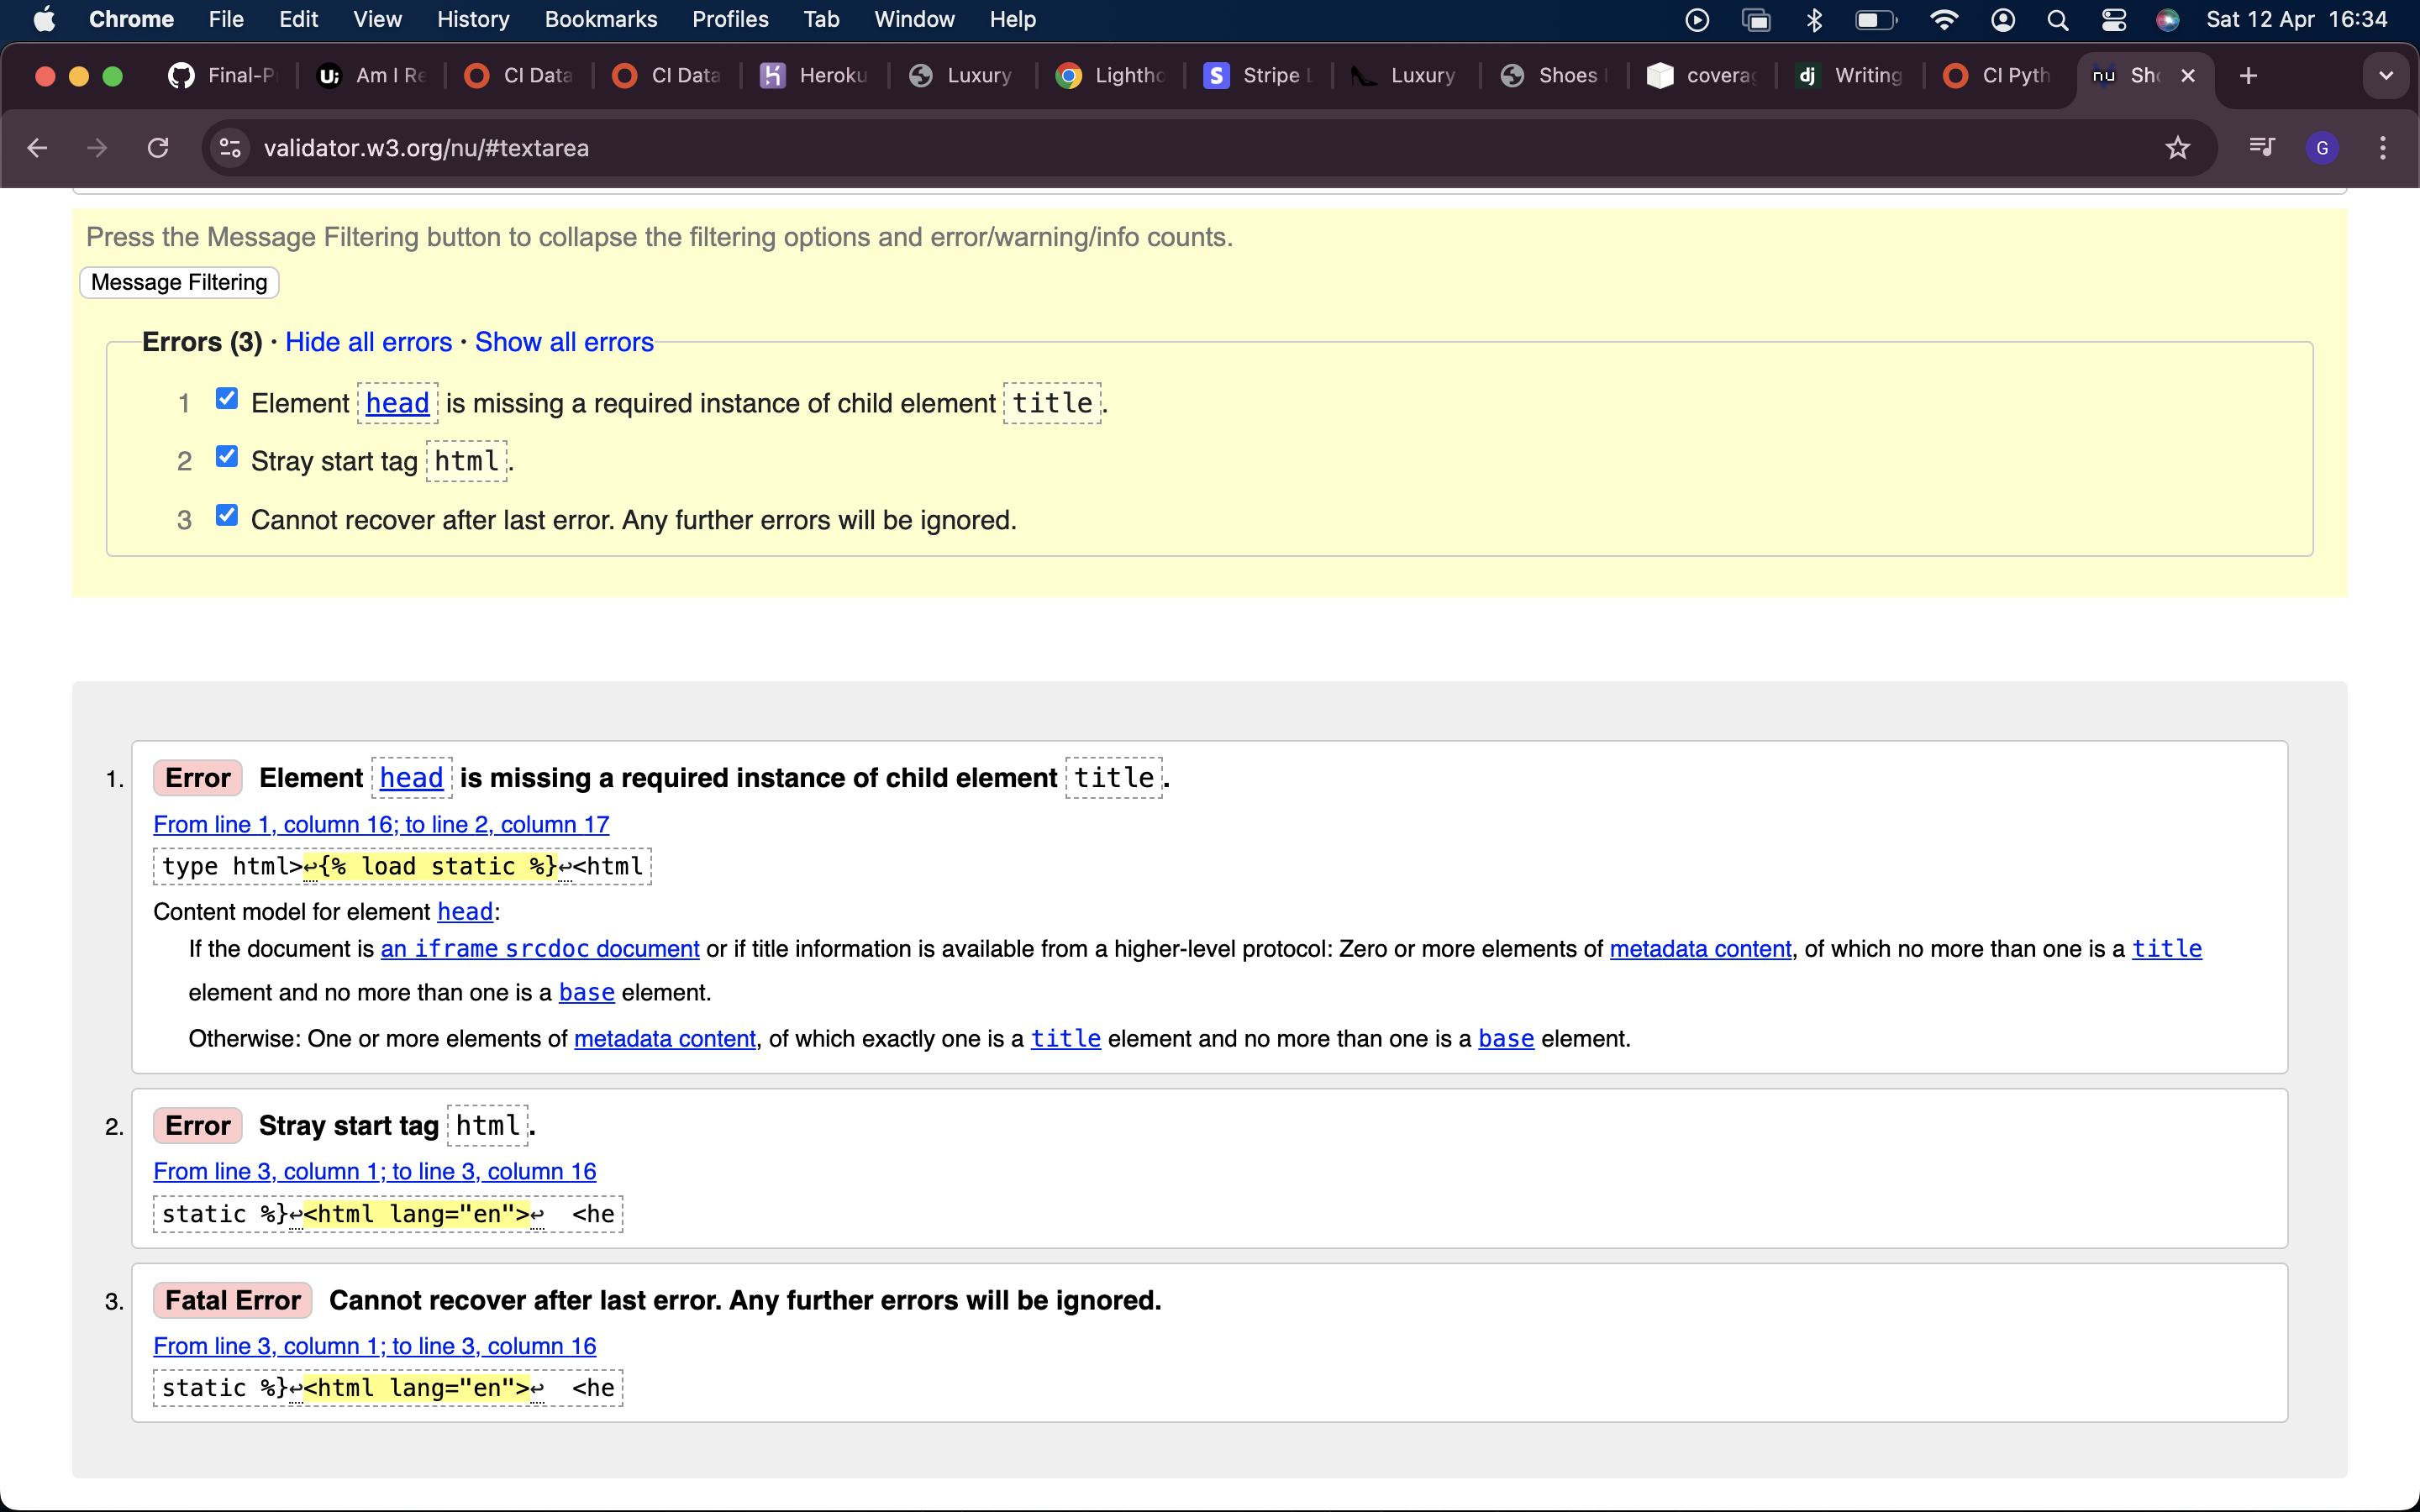 Chrome File Edit View History Bookmarks Profiles Tab Window Help Sat 12 Apr 16:34
Final-P U; Am I Re CI Data CI Data Heroku Luxury Lightho S Stripe L Luxury Shoes coverag dj Writing CI Pyth nu Sho
validator.w3.org/nu/#textarea G
Press the Message Filtering button to collapse the filtering options and error/warning/info counts.
Message Filtering
Errors (3) · Hide all errors · Show all errors
1 Element head is missing a required instance of child element title.
2 Stray start tag html.
3 Cannot recover after last error. Any further errors will be ignored.
1. Error Element head is missing a required instance of child element title.
From line 1, column 16; to line 2, column 17
type html>↩{% load static %}↩<html
Content model for element head:
If the document is an iframe srcdoc document or if title information is available from a higher-level protocol: Zero or more elements of metadata content, of which no more than one is a title
element and no more than one is a base element.
Otherwise: One or more elements of metadata content, of which exactly one is a title element and no more than one is a base element.
2. Error Stray start tag html.
From line 3, column 1; to line 3, column 16
static %}↩<html lang="en">↩  <he
3. Fatal Error Cannot recover after last error. Any further errors will be ignored.
From line 3, column 1; to line 3, column 16
static %}↩<html lang="en">↩  <he